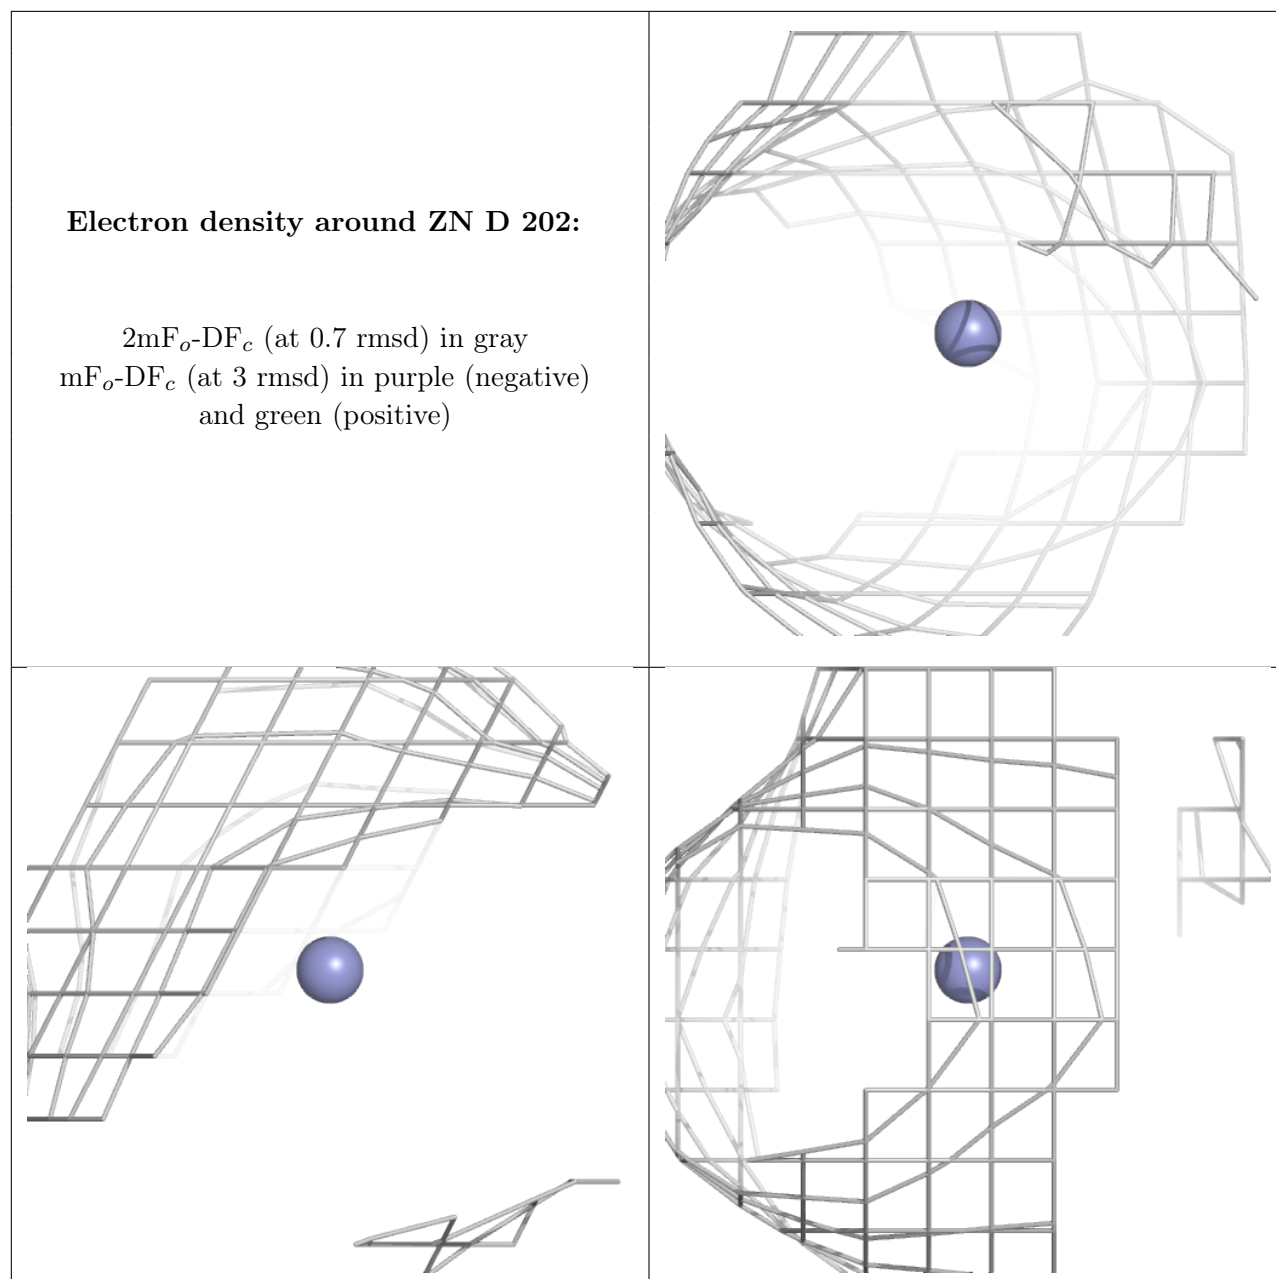 Electron density around ZN D 202:
2mFₒ-DF𝒸 (at 0.7 rmsd) in gray
mFₒ-DF𝒸 (at 3 rmsd) in purple (negative)
and green (positive)